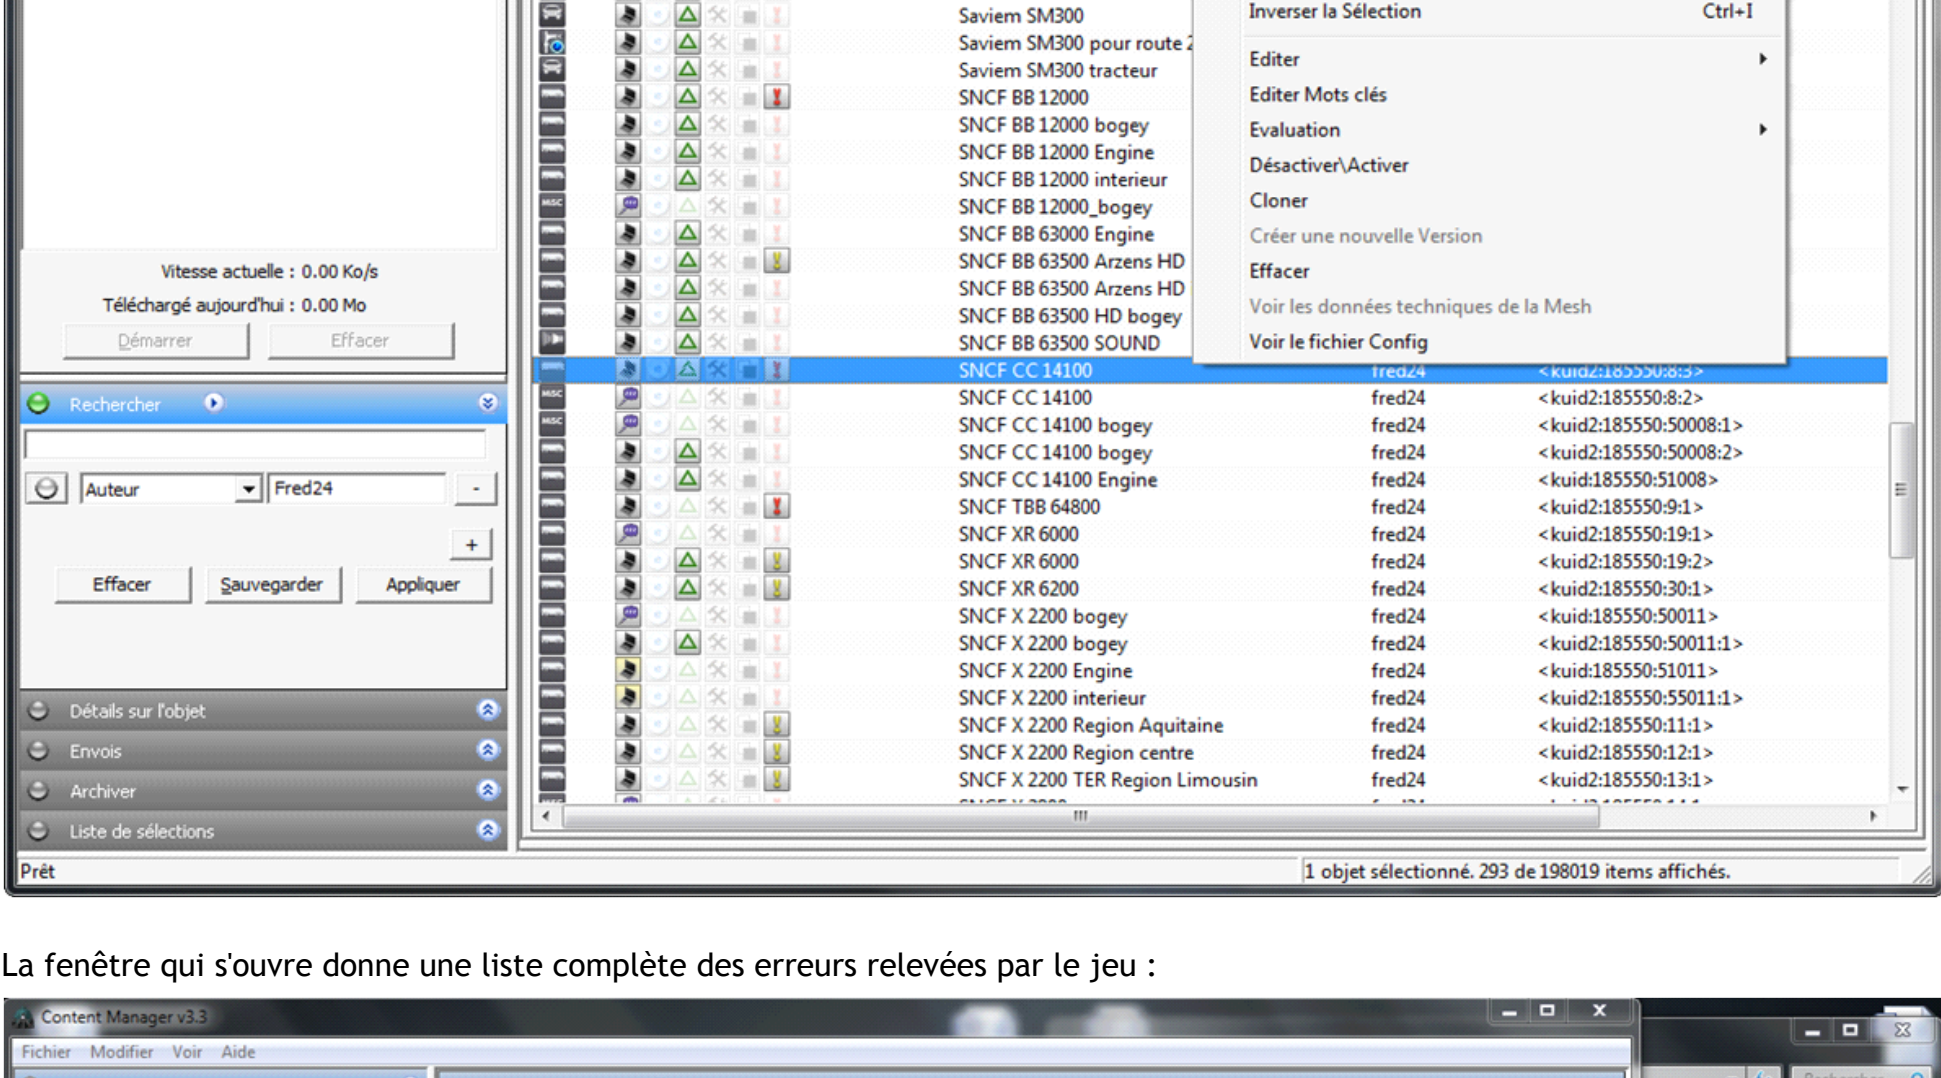 Saviem SM300
Saviem SM300 pour route 2
Saviem SM300 tracteur
SNCF BB 12000
SNCF BB 12000 bogey
SNCF BB 12000 Engine
SNCF BB 12000 interieur
MISC SNCF BB 12000_bogey
SNCF BB 63000 Engine
SNCF BB 63500 Arzens HD
SNCF BB 63500 Arzens HD
SNCF BB 63500 HD bogey
SNCF BB 63500 SOUND
Inverser la Sélection Ctrl+I
Editer
Editer Mots clés
Evaluation
Désactiver\Activer
Cloner
Créer une nouvelle Version
Effacer
Voir les données techniques de la Mesh
Voir le fichier Config
SNCF CC 14100 fred24 <kuid2:185550:8:3>
MISC SNCF CC 14100 fred24 <kuid2:185550:8:2>
MISC SNCF CC 14100 bogey fred24 <kuid2:185550:50008:1>
SNCF CC 14100 bogey fred24 <kuid2:185550:50008:2>
SNCF CC 14100 Engine fred24 <kuid:185550:51008>
SNCF TBB 64800 fred24 <kuid2:185550:9:1>
SNCF XR 6000 fred24 <kuid2:185550:19:1>
SNCF XR 6000 fred24 <kuid2:185550:19:2>
SNCF XR 6200 fred24 <kuid2:185550:30:1>
SNCF X 2200 bogey fred24 <kuid:185550:50011>
SNCF X 2200 bogey fred24 <kuid2:185550:50011:1>
SNCF X 2200 Engine fred24 <kuid:185550:51011>
SNCF X 2200 interieur fred24 <kuid2:185550:55011:1>
SNCF X 2200 Region Aquitaine fred24 <kuid2:185550:11:1>
SNCF X 2200 Region centre fred24 <kuid2:185550:12:1>
SNCF X 2200 TER Region Limousin fred24 <kuid2:185550:13:1>
Vitesse actuelle : 0.00 Ko/s
Téléchargé aujourd'hui : 0.00 Mo
Démarrer Effacer
Rechercher
Auteur Fred24 -
+
Effacer Sauvegarder Appliquer
Détails sur l'objet
Envois
Archiver
Liste de sélections
Prêt 1 objet sélectionné. 293 de 198019 items affichés.
La fenêtre qui s'ouvre donne une liste complète des erreurs relevées par le jeu :
Content Manager v3.3
Fichier Modifier Voir Aide